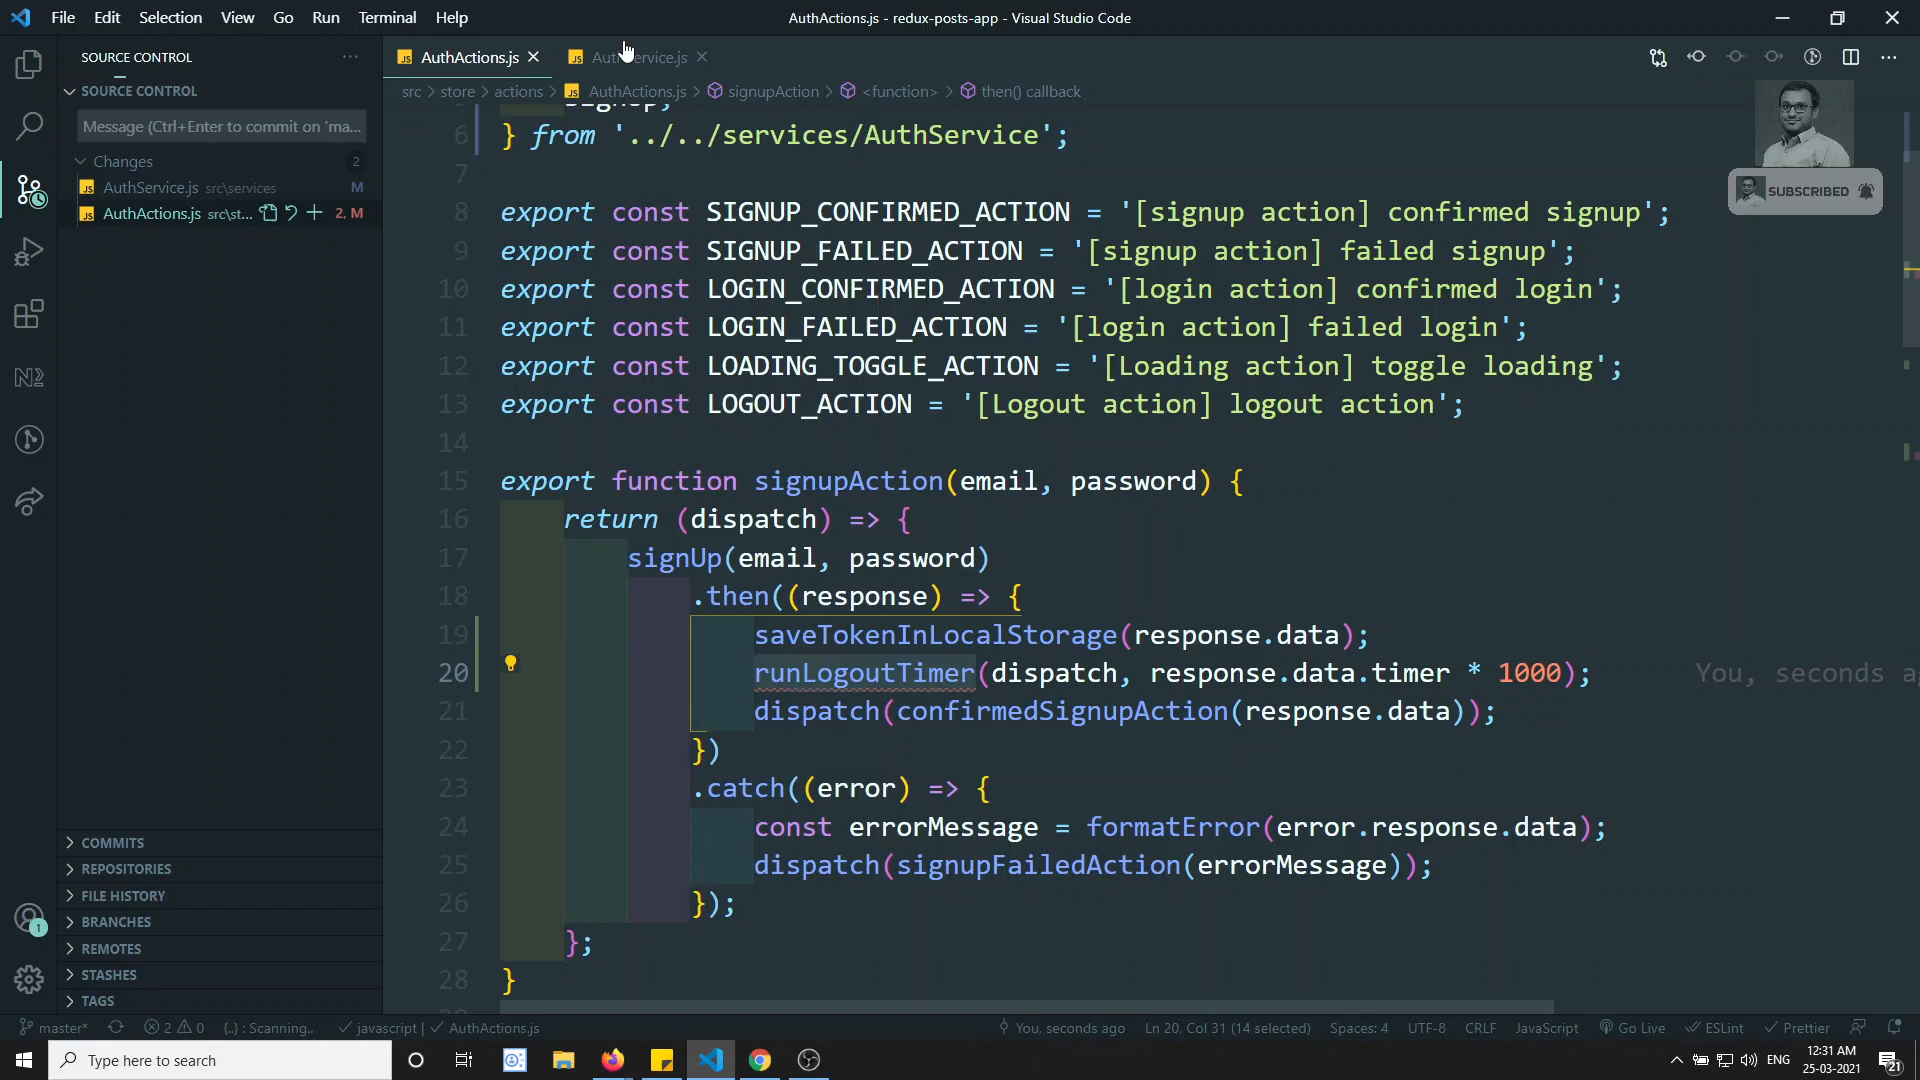 File Edit Selection View Go Run Terminal Help
AuthActions.js - redux-posts-app - Visual Studio Code
SOURCE CONTROL
AuthActions.js
AuthService.js
SOURCE CONTROL
src > store > actions > AuthActions.js > signupAction > <function> > then() callback
Message (Ctrl+Enter to commit on 'ma...
Changes 2
AuthService.js src\services M
AuthActions.js src\st... 2, M
SUBSCRIBED
6 } from '../../services/AuthService';
7
8 export const SIGNUP_CONFIRMED_ACTION = '[signup action] confirmed signup';
9 export const SIGNUP_FAILED_ACTION = '[signup action] failed signup';
10 export const LOGIN_CONFIRMED_ACTION = '[login action] confirmed login';
11 export const LOGIN_FAILED_ACTION = '[login action] failed login';
12 export const LOADING_TOGGLE_ACTION = '[Loading action] toggle loading';
13 export const LOGOUT_ACTION = '[Logout action] logout action';
14
15 export function signupAction(email, password) {
16 return (dispatch) => {
17 signUp(email, password)
18 .then((response) => {
19 saveTokenInLocalStorage(response.data);
20 runLogoutTimer(dispatch, response.data.timer * 1000); You, seconds a
21 dispatch(confirmedSignupAction(response.data));
22 })
23 .catch((error) => {
24 const errorMessage = formatError(error.response.data);
25 dispatch(signupFailedAction(errorMessage));
26 });
27 };
28 }
COMMITS
REPOSITORIES
FILE HISTORY
BRANCHES
REMOTES
STASHES
TAGS
1
master* 2 0 {..} : Scanning.. javascript | AuthActions.js You, seconds ago Ln 20, Col 31 (14 selected) Spaces: 4 UTF-8 CRLF JavaScript Go Live ESLint Prettier
Type here to search
ENG
12:31 AM
25-03-2021
21